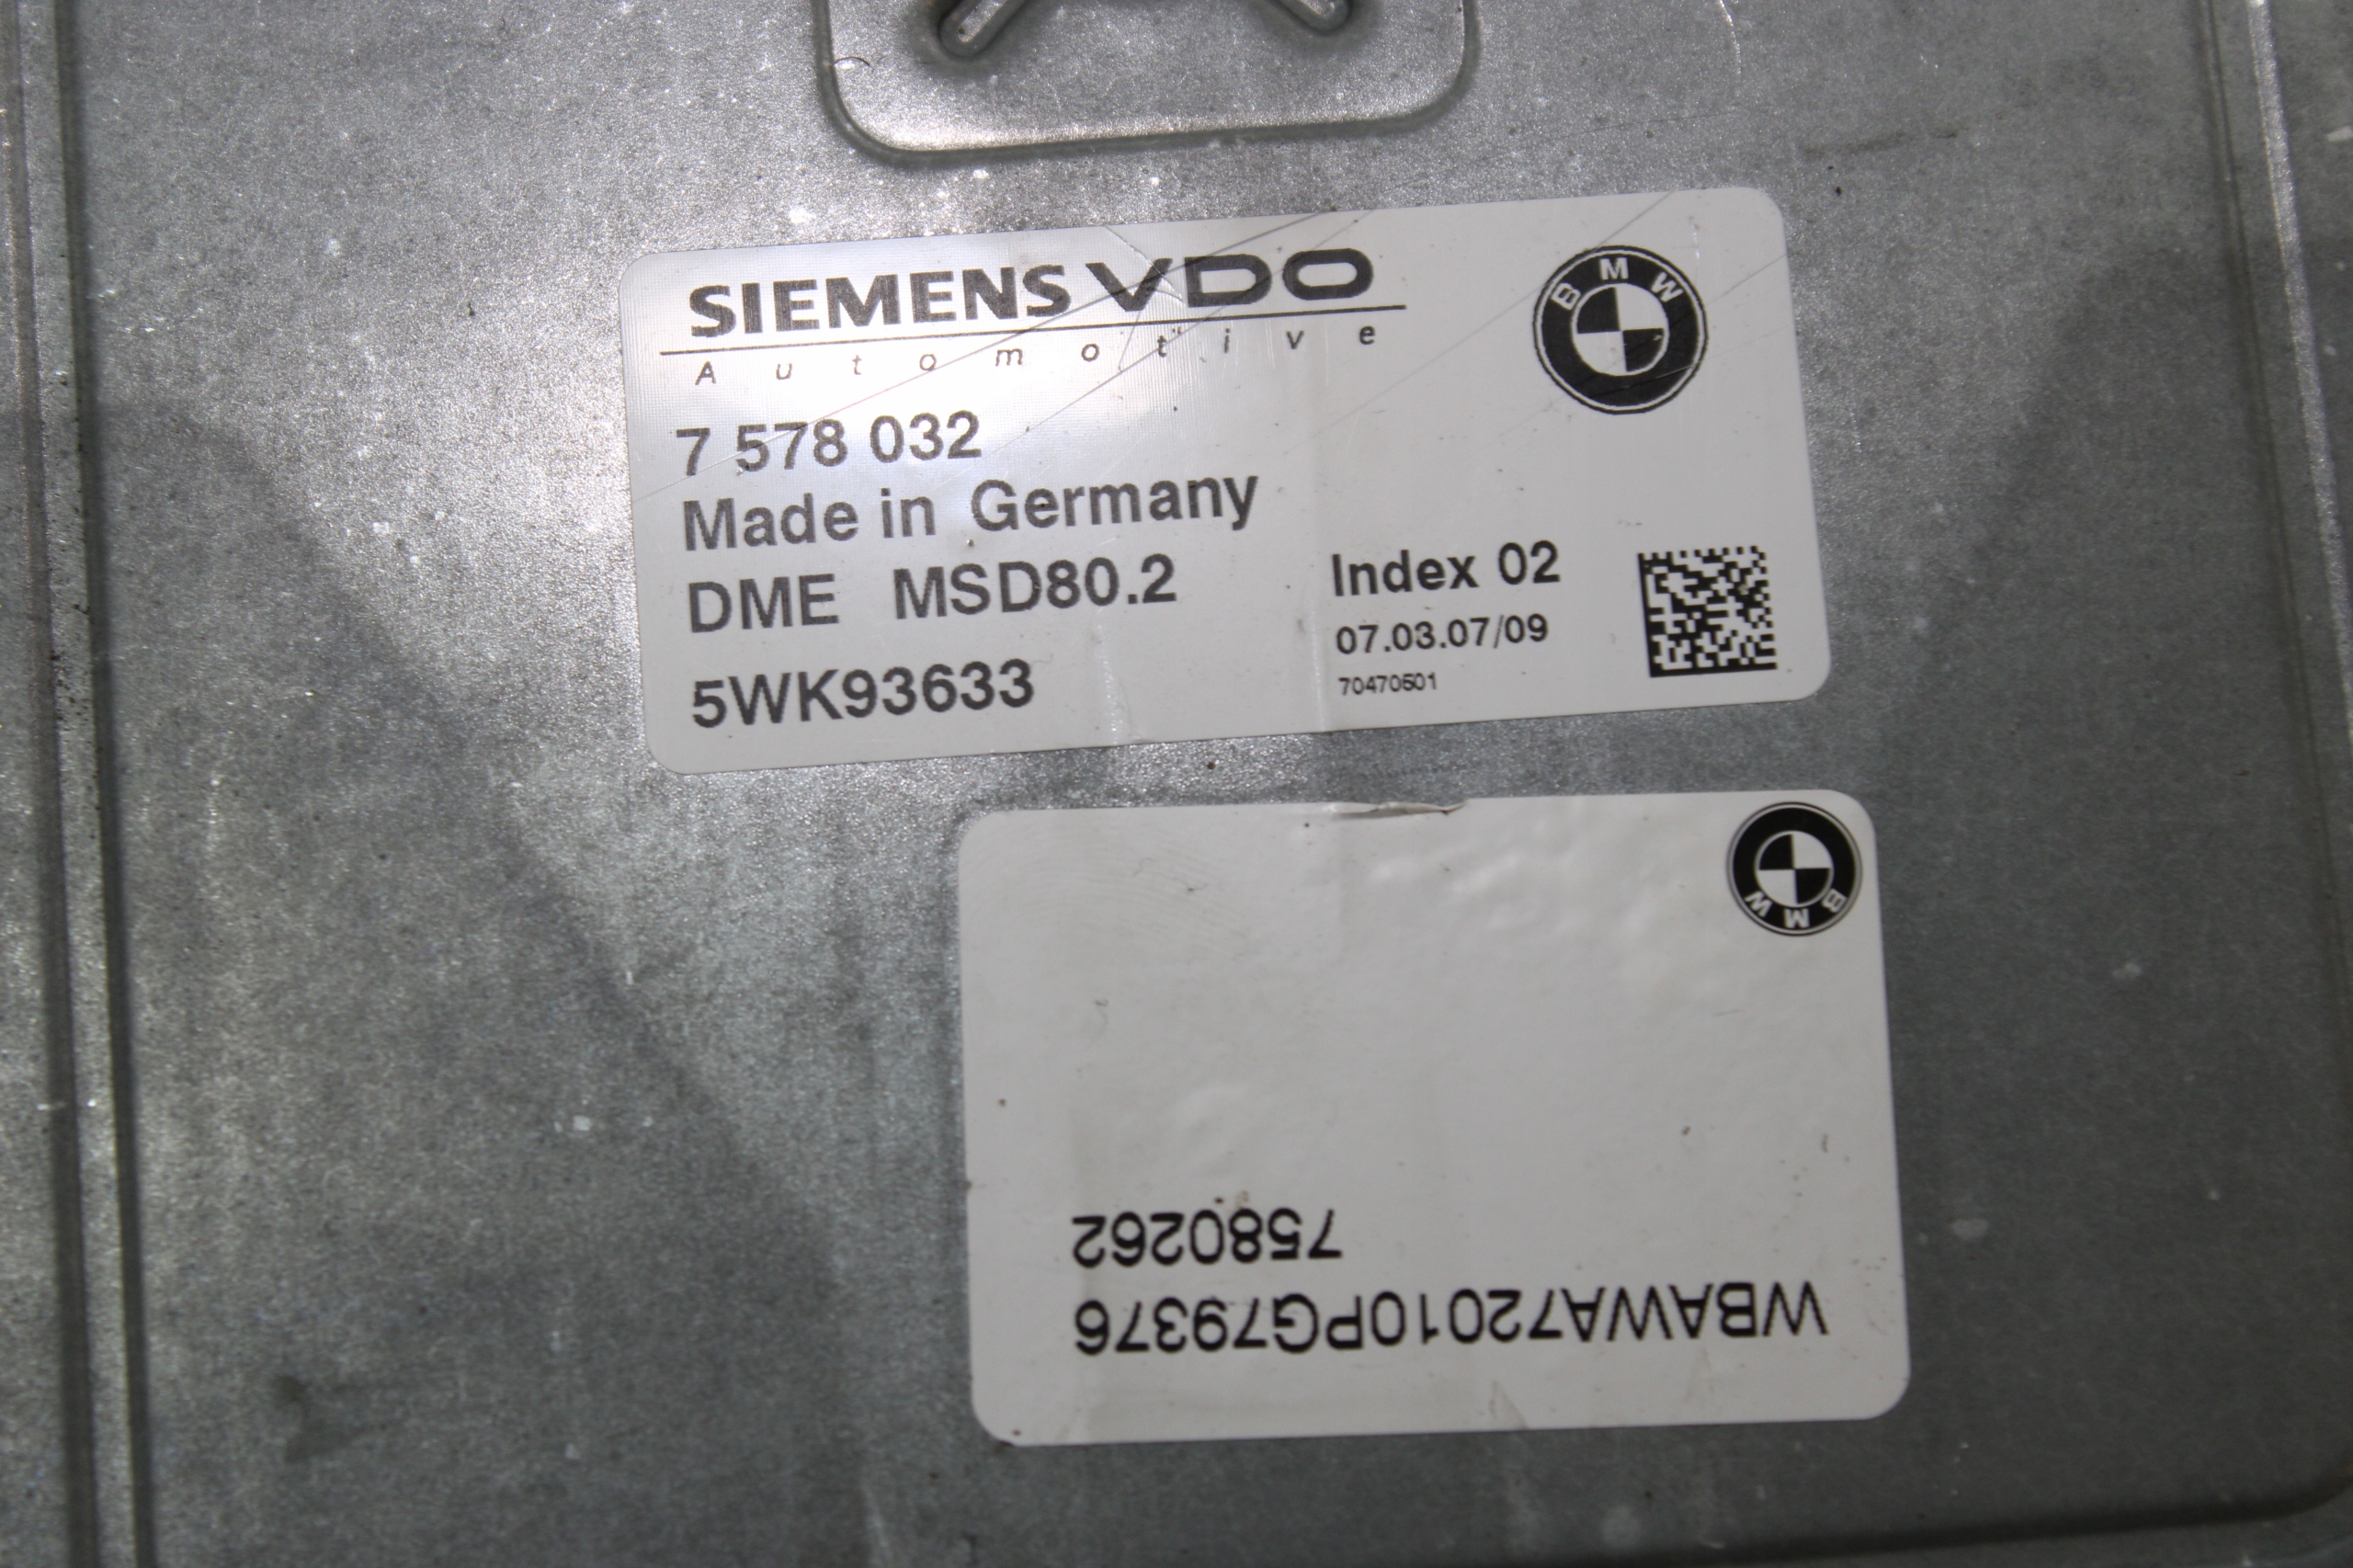 SIEMENS VDO
Automotive
BMW
7 578 032
Made in Germany
DME MSD80.2
Index 02
07.03.07/09
5WK93633
70470501
BMW
WBAWA72010PG79376
7580262